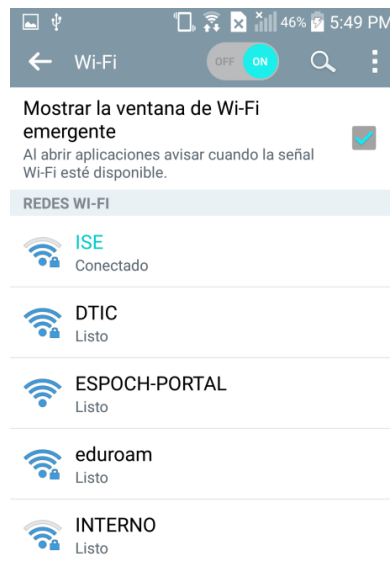 46% 5:49 PM
Wi-Fi OFF ON
Mostrar la ventana de Wi-Fi
emergente
Al abrir aplicaciones avisar cuando la señal
Wi-Fi esté disponible.
REDES WI-FI
ISE
Conectado
DTIC
Listo
ESPOCH-PORTAL
Listo
eduroam
Listo
INTERNO
Listo